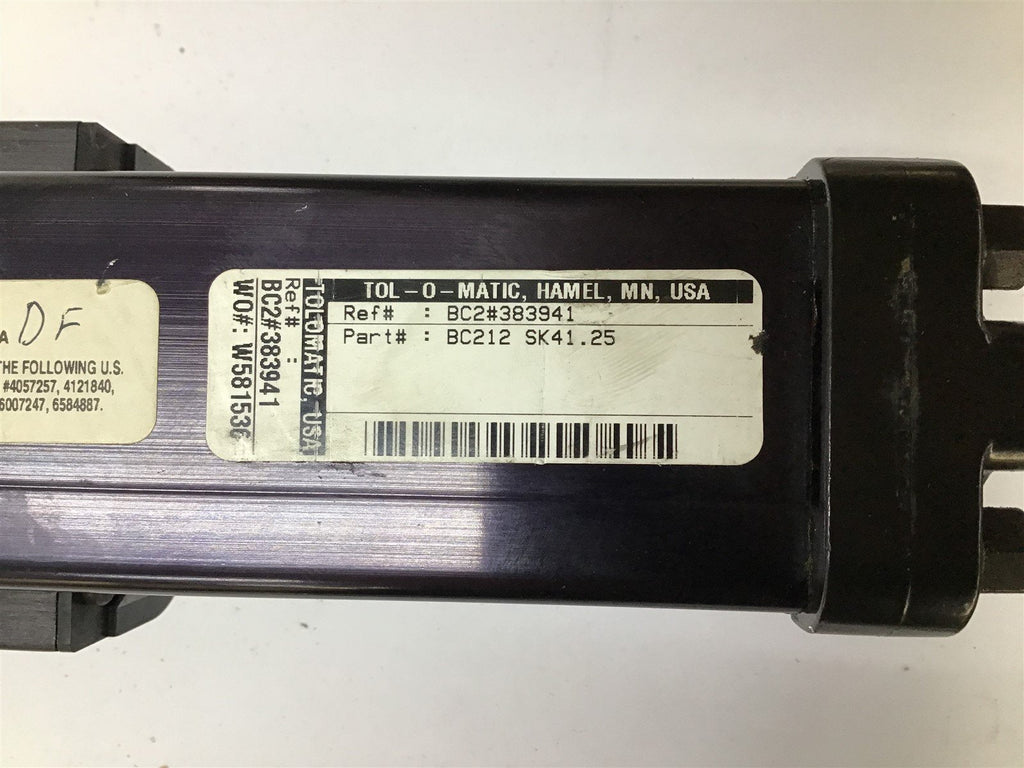 A DF
HE FOLLOWING U.S.
#4057257, 4121840,
6007247, 6584887.
TOL-O-MATIC, HAMEL, MN, USA
Ref# : BC2#383941
Part# : BC212 SK41.25
TOLOMATIC, USA
Ref# :
BC2#383941
WO#: W581536